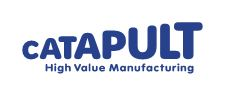 CATAPULT
High Value Manufacturing